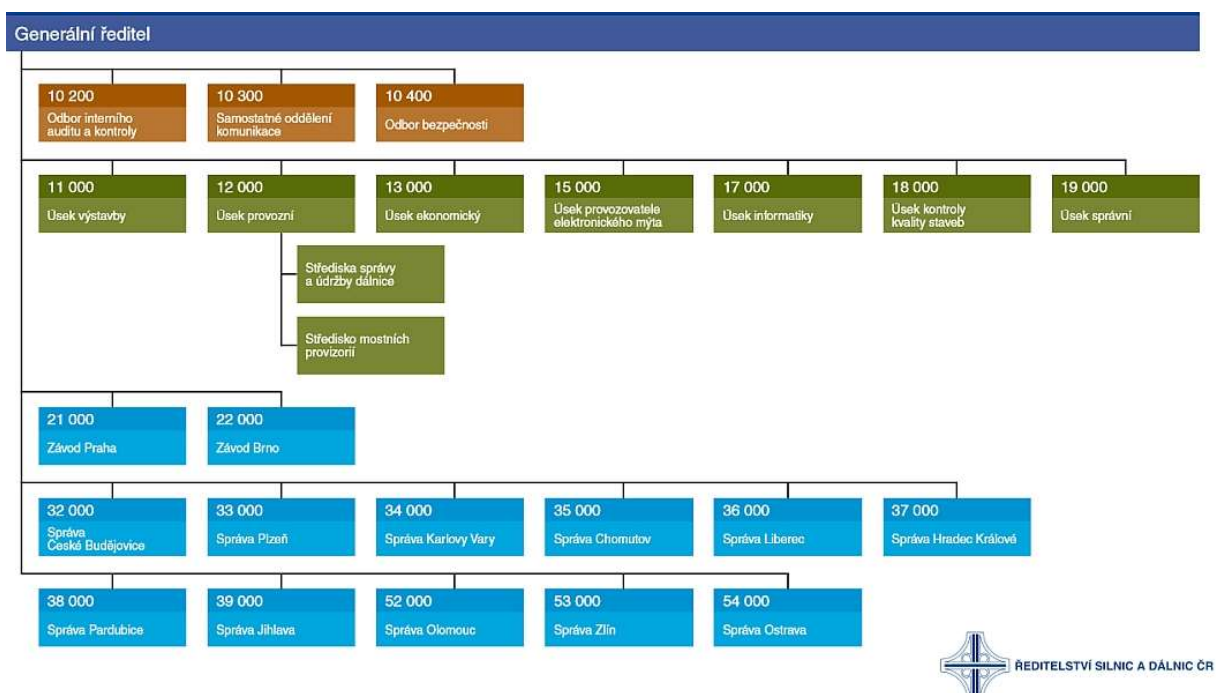 Generální ředitel
10 200
Odbor interního
auditu a kontroly
10 300
Samostatné oddělení
komunikace
10 400
Odbor bezpečnosti
11 000
Úsek výstavby
12 000
Úsek provozní
13 000
Úsek ekonomický
15 000
Úsek provozovatele
elektronického mýta
17 000
Úsek informatiky
18 000
Úsek kontroly
kvality staveb
19 000
Úsek správní
Střediska správy
a údržby dálnice
Středisko mostních
provizorií
21 000
Závod Praha
22 000
Závod Brno
32 000
Správa
České Budějovice
33 000
Správa Plzeň
34 000
Správa Karlovy Vary
35 000
Správa Chomutov
36 000
Správa Liberec
37 000
Správa Hradec Králové
38 000
Správa Pardubice
39 000
Správa Jihlava
52 000
Správa Olomouc
53 000
Správa Zlín
54 000
Správa Ostrava
ŘEDITELSTVÍ SILNIC A DÁLNIC ČR